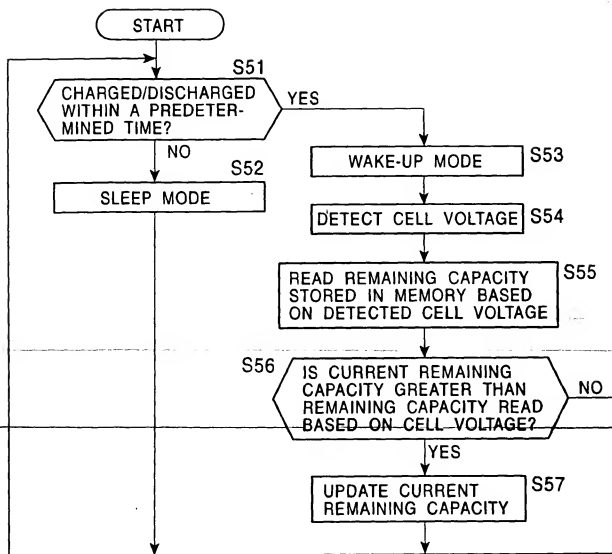 START
S51
CHARGED/DISCHARGED
WITHIN A PREDETER-
MINED TIME?
YES
NO
S52
SLEEP MODE
WAKE-UP MODE
S53
DETECT CELL VOLTAGE
S54
READ REMAINING CAPACITY
STORED IN MEMORY BASED
ON DETECTED CELL VOLTAGE
S55
S56
IS CURRENT REMAINING
CAPACITY GREATER THAN
REMAINING CAPACITY READ
BASED ON CELL VOLTAGE?
NO
YES
UPDATE CURRENT
REMAINING CAPACITY
S57